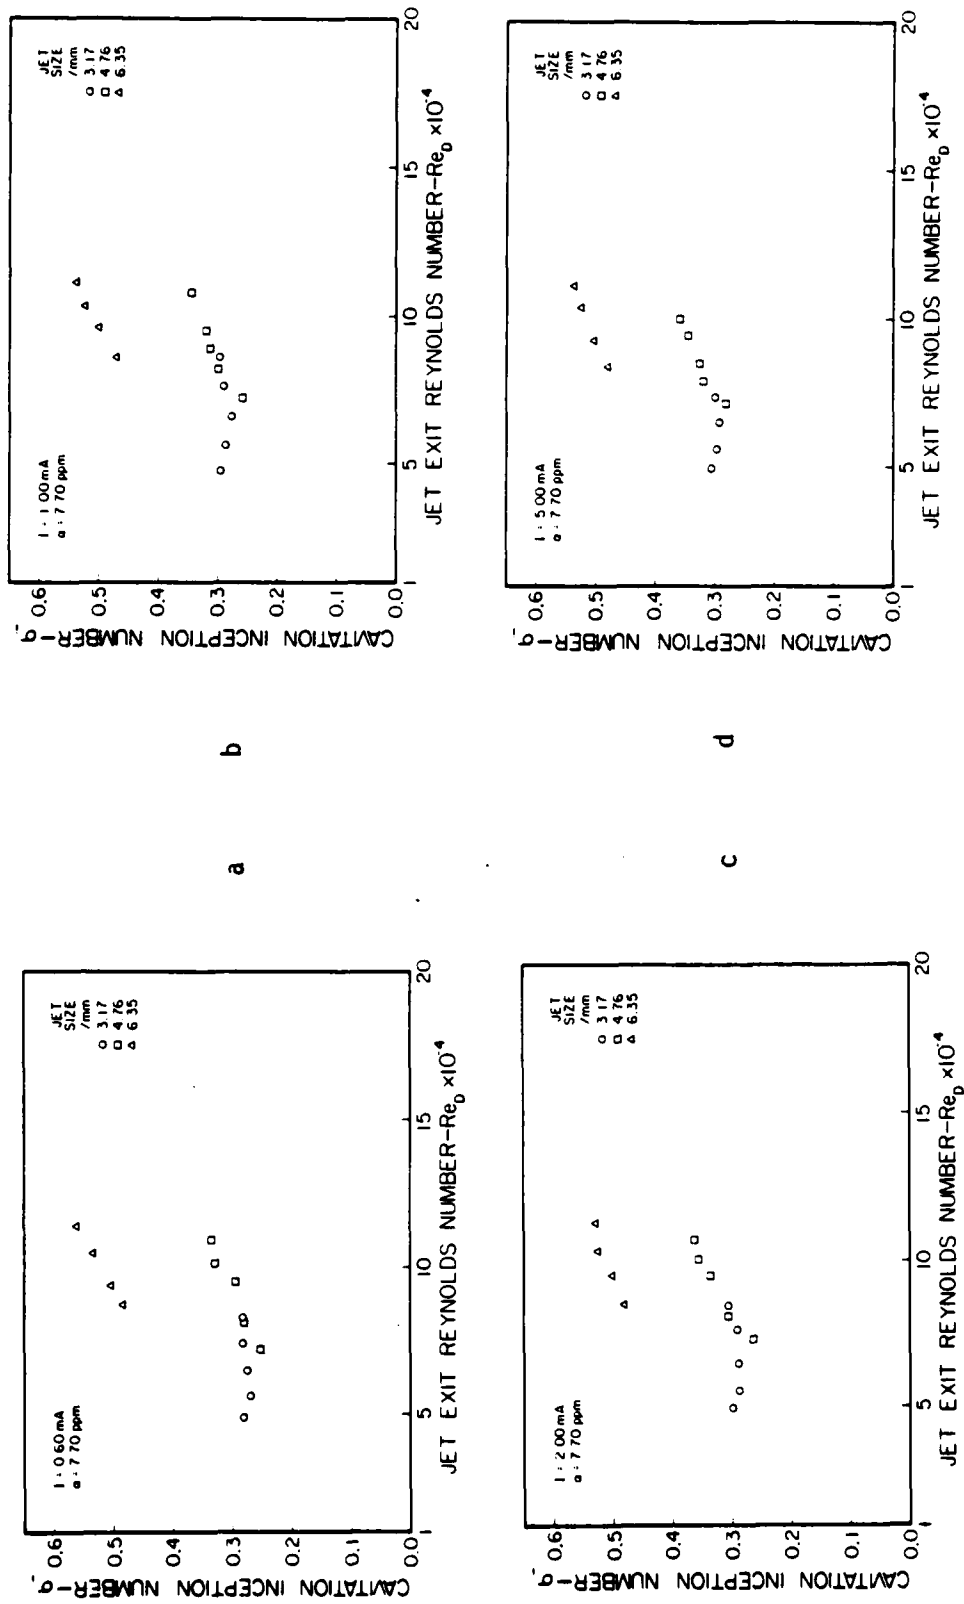 CAVITATION INCEPTION NUMBER-σᵢ
0.6
0.5
0.4
0.3
0.2
0.1
0.0
I = 0.60 mA
a = 7.70 ppm
JET
SIZE
/mm
○ 3.17
□ 4.76
△ 6.35
1
5
10
15
20
JET EXIT REYNOLDS NUMBER-Re_D ×10⁻⁴
a
CAVITATION INCEPTION NUMBER-σᵢ
0.6
0.5
0.4
0.3
0.2
0.1
0.0
I = 1.00 mA
a = 7.70 ppm
JET
SIZE
/mm
○ 3.17
□ 4.76
△ 6.35
1
5
10
15
20
JET EXIT REYNOLDS NUMBER-Re_D ×10⁻⁴
b
CAVITATION INCEPTION NUMBER-σᵢ
0.6
0.5
0.4
0.3
0.2
0.1
0.0
I = 2.00 mA
a = 7.70 ppm
JET
SIZE
/mm
○ 3.17
□ 4.76
△ 6.35
1
5
10
15
20
JET EXIT REYNOLDS NUMBER-Re_D ×10⁻⁴
c
CAVITATION INCEPTION NUMBER-σᵢ
0.6
0.5
0.4
0.3
0.2
0.1
0.0
I = 5.00 mA
a = 7.70 ppm
JET
SIZE
/mm
○ 3.17
□ 4.76
△ 6.35
1
5
10
15
20
JET EXIT REYNOLDS NUMBER-Re_D ×10⁻⁴
d